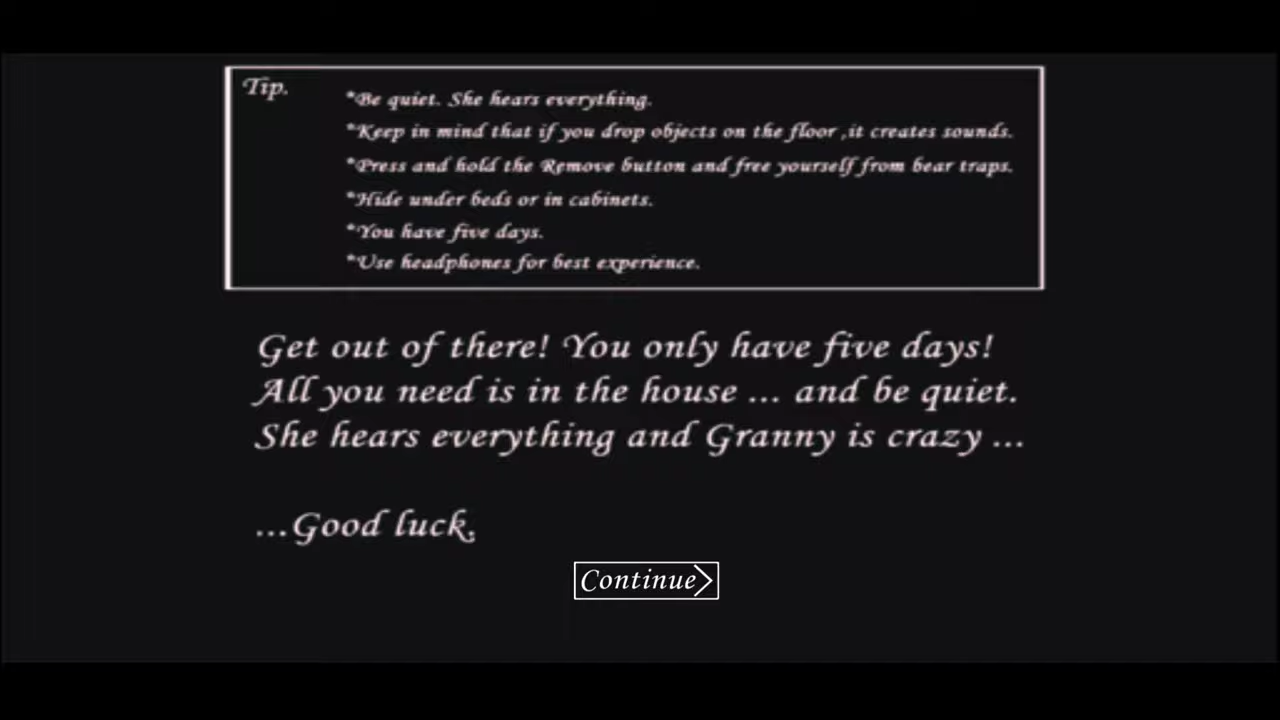 Tip.
*Be quiet. She hears everything.
*Keep in mind that if you drop objects on the floor ,it creates sounds.
*Press and hold the Remove button and free yourself from bear traps.
*Hide under beds or in cabinets.
*You have five days.
*Use headphones for best experience.
Get out of there! You only have five days!
All you need is in the house ... and be quiet.
She hears everything and Granny is crazy ...
...Good luck.
Continue>